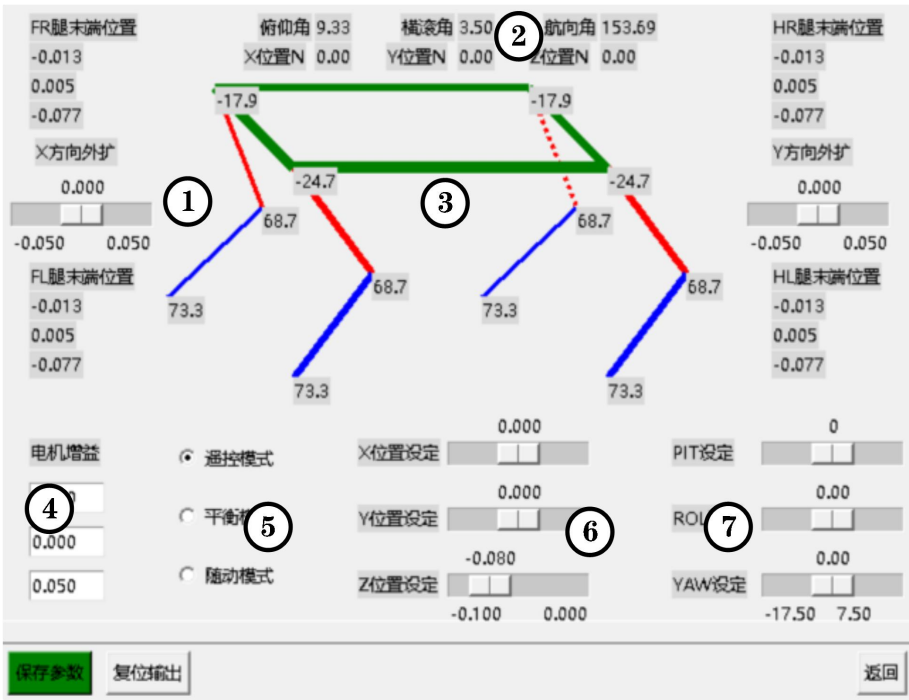 FR腿末端位置
-0.013
0.005
-0.077
俯仰角 9.33 横滚角 3.50 航向角 153.69
X位置N 0.00 Y位置N 0.00 Z位置N 0.00
2
HR腿末端位置
-0.013
0.005
-0.077
X方向外扩
0.000
-0.050 0.050
1
-17.9
-17.9
-24.7
-24.7
3
68.7
68.7
68.7
68.7
73.3
73.3
73.3
73.3
Y方向外扩
0.000
-0.050 0.050
FL腿末端位置
-0.013
0.005
-0.077
HL腿末端位置
-0.013
0.005
-0.077
电机增益
4
0.000
0.050
遥控模式
平衡
5
随动模式
0.000
X位置设定
0.000
Y位置设定
6
-0.080
Z位置设定
-0.100 0.000
0
PIT设定
0.00
7
0.00
YAW设定
-17.50 7.50
保存参数 复位输出 返回